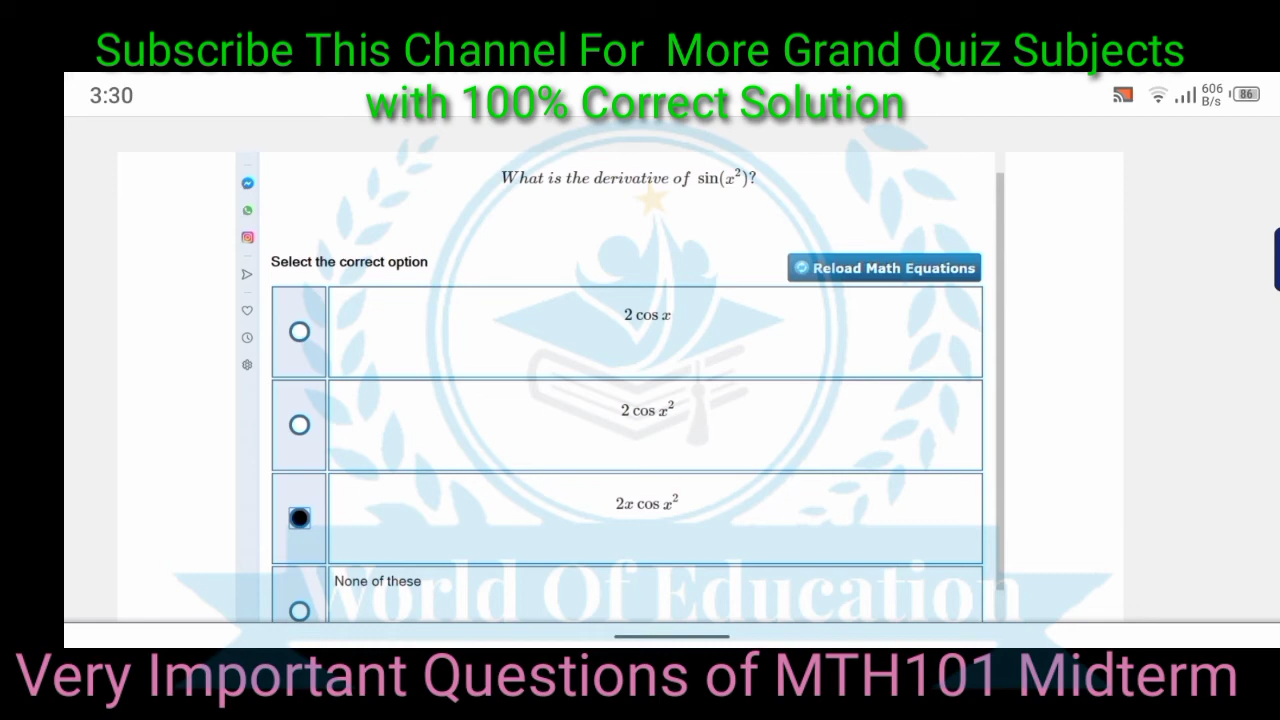 Subscribe This Channel For More Grand Quiz Subjects
with 100% Correct Solution
3:30
606
B/s
86
What is the derivative of sin(x²)?
Select the correct option
Reload Math Equations
2 cos x
2 cos x²
2x cos x²
None of these
World Of Education
Very Important Questions of MTH101 Midterm